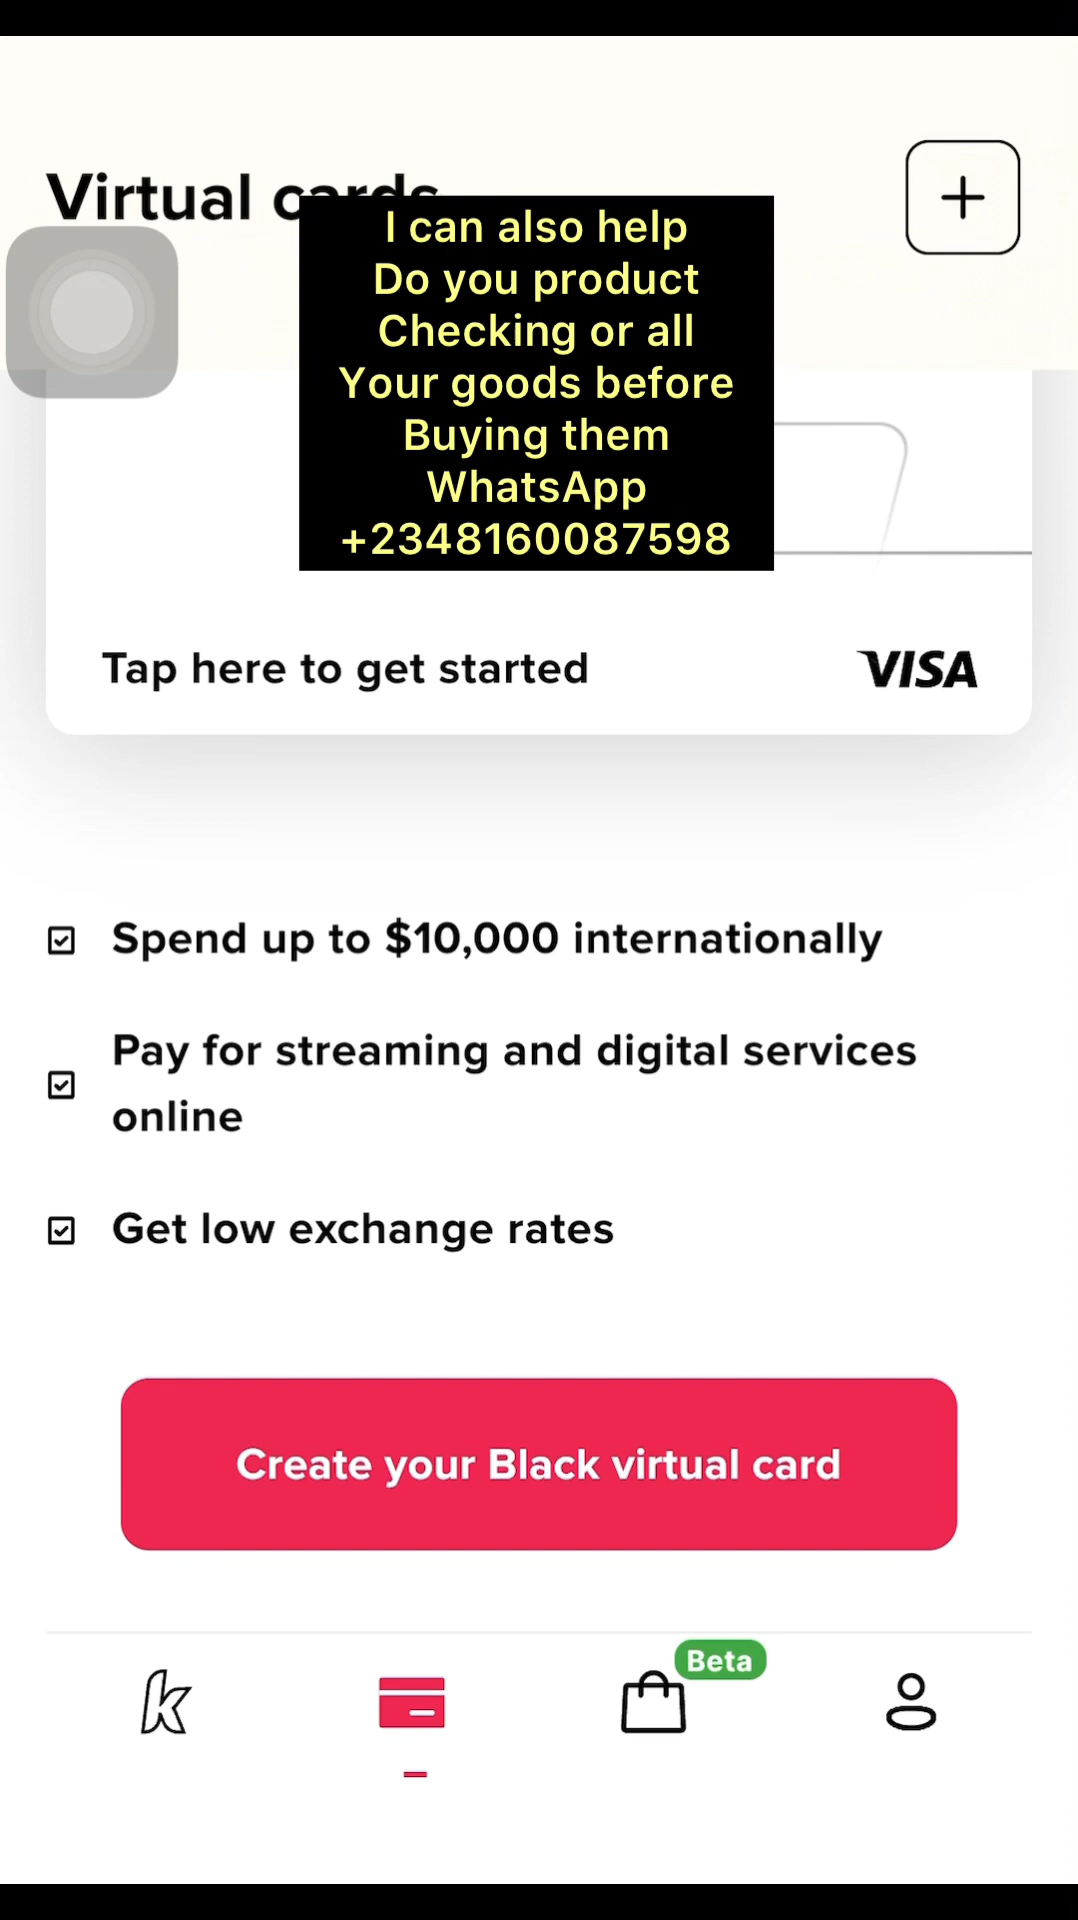 Virtual cards
I can also help
Do you product
Checking or all
Your goods before
Buying them
WhatsApp
+2348160087598
Tap here to get started
VISA
Spend up to $10,000 internationally
Pay for streaming and digital services
online
Get low exchange rates
Create your Black virtual card
k
Beta